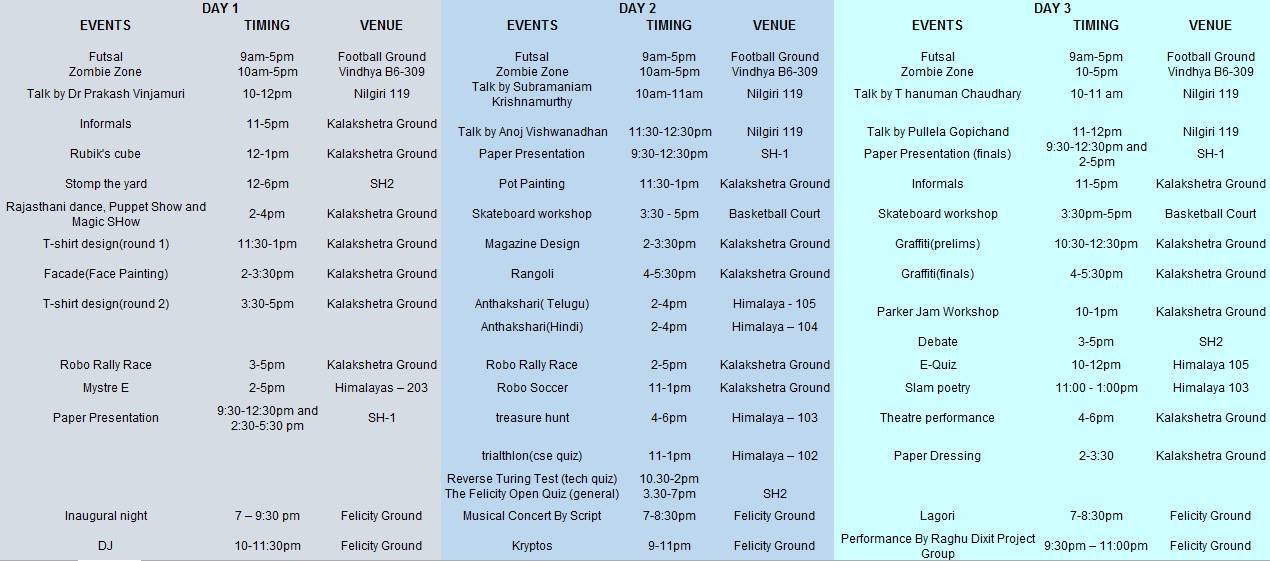 DAY 1
EVENTS TIMING VENUE
Futsal 9am-5pm Football Ground
Zombie Zone 10am-5pm Vindhya B6-309
Talk by Dr Prakash Vinjamuri 10-12pm Nilgiri 119
Informals 11-5pm Kalakshetra Ground
Rubik's cube 12-1pm Kalakshetra Ground
Stomp the yard 12-6pm SH2
Rajasthani dance, Puppet Show and
Magic SHow 2-4pm Kalakshetra Ground
T-shirt design(round 1) 11:30-1pm Kalakshetra Ground
Facade(Face Painting) 2-3:30pm Kalakshetra Ground
T-shirt design(round 2) 3:30-5pm Kalakshetra Ground
Robo Rally Race 3-5pm Kalakshetra Ground
Mystre E 2-5pm Himalayas – 203
Paper Presentation 9:30-12:30pm and SH-1
2:30-5:30 pm
Inaugural night 7 – 9:30 pm Felicity Ground
DJ 10-11:30pm Felicity Ground
DAY 2
EVENTS TIMING VENUE
Futsal 9am-5pm Football Ground
Zombie Zone 10am-5pm Vindhya B6-309
Talk by Subramaniam
Krishnamurthy 10am-11am Nilgiri 119
Talk by Anoj Vishwanadhan 11:30-12:30pm Nilgiri 119
Paper Presentation 9:30-12:30pm SH-1
Pot Painting 11:30-1pm Kalakshetra Ground
Skateboard workshop 3:30 - 5pm Basketball Court
Magazine Design 2-3:30pm Kalakshetra Ground
Rangoli 4-5:30pm Kalakshetra Ground
Anthakshari( Telugu) 2-4pm Himalaya - 105
Anthakshari(Hindi) 2-4pm Himalaya – 104
Robo Rally Race 2-5pm Kalakshetra Ground
Robo Soccer 11-1pm Kalakshetra Ground
treasure hunt 4-6pm Himalaya – 103
trialthlon(cse quiz) 11-1pm Himalaya – 102
Reverse Turing Test (tech quiz) 10.30-2pm
The Felicity Open Quiz (general) 3.30-7pm SH2
Musical Concert By Script 7-8:30pm Felicity Ground
Kryptos 9-11pm Felicity Ground
DAY 3
EVENTS TIMING VENUE
Futsal 9am-5pm Football Ground
Zombie Zone 10-5pm Vindhya B6-309
Talk by T hanuman Chaudhary 10-11 am Nilgiri 119
Talk by Pullela Gopichand 11-12pm Nilgiri 119
Paper Presentation (finals) 9:30-12:30pm and SH-1
2-5pm
Informals 11-5pm Kalakshetra Ground
Skateboard workshop 3:30pm-5pm Basketball Court
Graffiti(prelims) 10:30-12:30pm Kalakshetra Ground
Graffiti(finals) 4-5:30pm Kalakshetra Ground
Parker Jam Workshop 10-1pm Kalakshetra Ground
Debate 3-5pm SH2
E-Quiz 10-12pm Himalaya 105
Slam poetry 11:00 - 1:00pm Himalaya 103
Theatre performance 4-6pm Kalakshetra Ground
Paper Dressing 2-3:30 Kalakshetra Ground
Lagori 7-8:30pm Felicity Ground
Performance By Raghu Dixit Project
Group 9:30pm – 11:00pm Felicity Ground